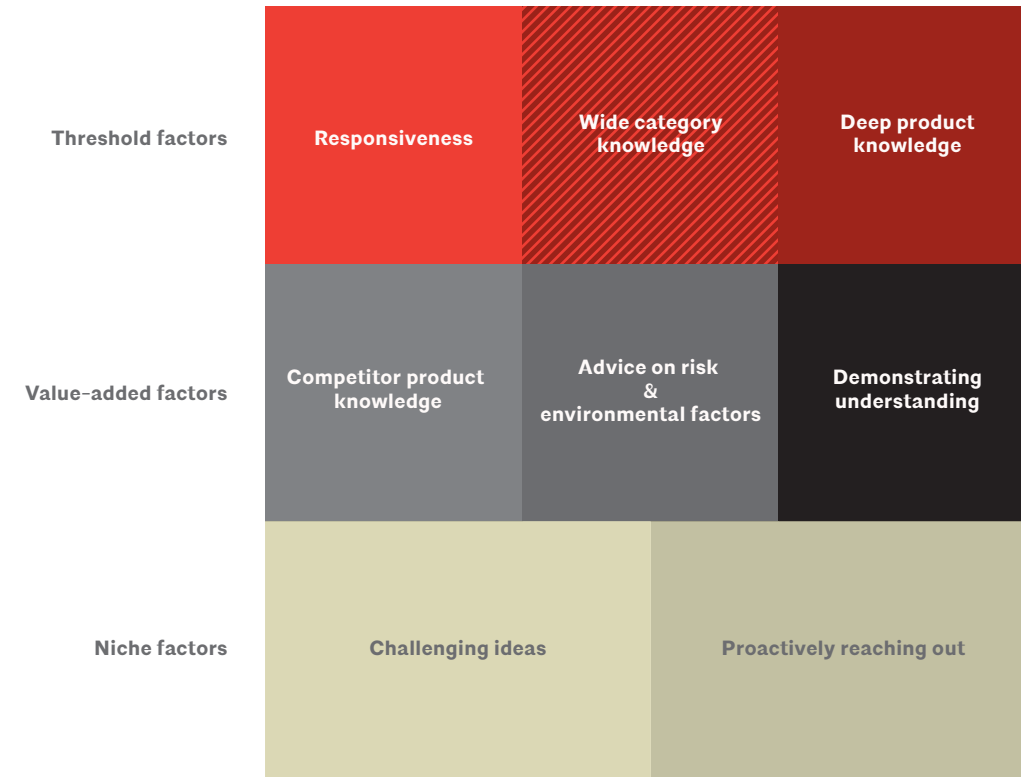 Threshold factors
Responsiveness
Wide category
knowledge
Deep product
knowledge
Value-added factors
Competitor product
knowledge
Advice on risk
&
environmental factors
Demonstrating
understanding
Niche factors
Challenging ideas
Proactively reaching out